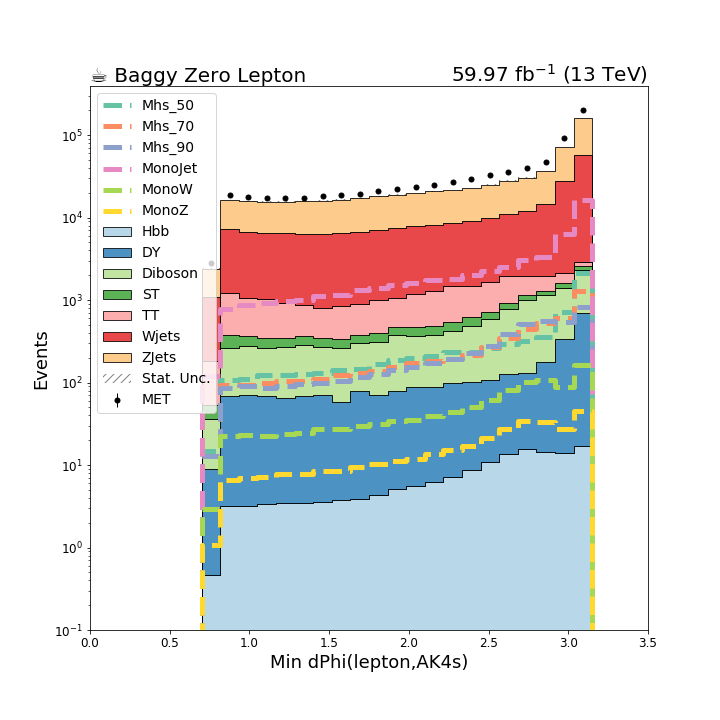 ☕ Baggy Zero Lepton
59.97 fb⁻¹ (13 TeV)
Mhs_50
Mhs_70
Mhs_90
MonoJet
MonoW
MonoZ
Hbb
DY
Diboson
ST
TT
Wjets
ZJets
Stat. Unc.
MET
Events
10⁵
10⁴
10³
10²
10¹
10⁰
10⁻¹
0.0 0.5 1.0 1.5 2.0 2.5 3.0 3.5
Min dPhi(lepton,AK4s)